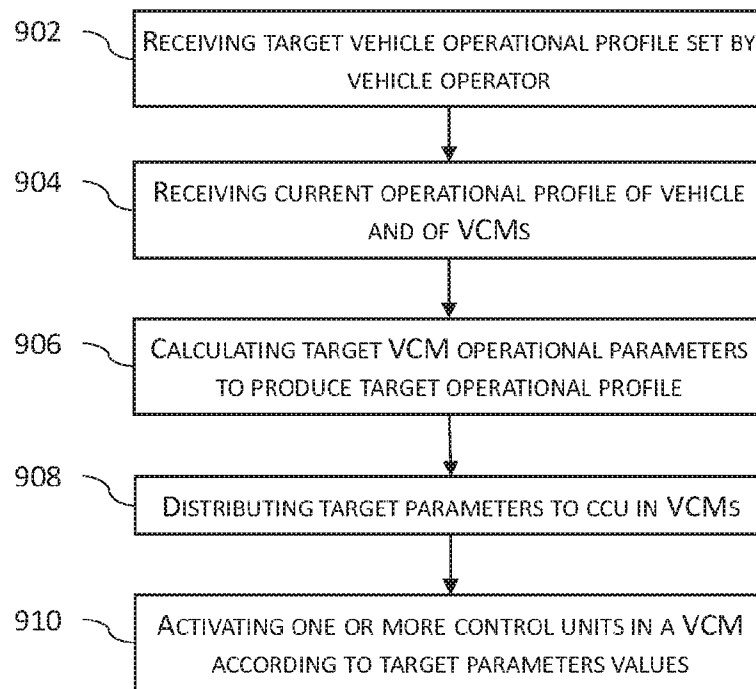 902
RECEIVING TARGET VEHICLE OPERATIONAL PROFILE SET BY
VEHICLE OPERATOR
904
RECEIVING CURRENT OPERATIONAL PROFILE OF VEHICLE
AND OF VCMS
906
CALCULATING TARGET VCM OPERATIONAL PARAMETERS
TO PRODUCE TARGET OPERATIONAL PROFILE
908
DISTRIBUTING TARGET PARAMETERS TO CCU IN VCMS
910
ACTIVATING ONE OR MORE CONTROL UNITS IN A VCM
ACCORDING TO TARGET PARAMETERS VALUES